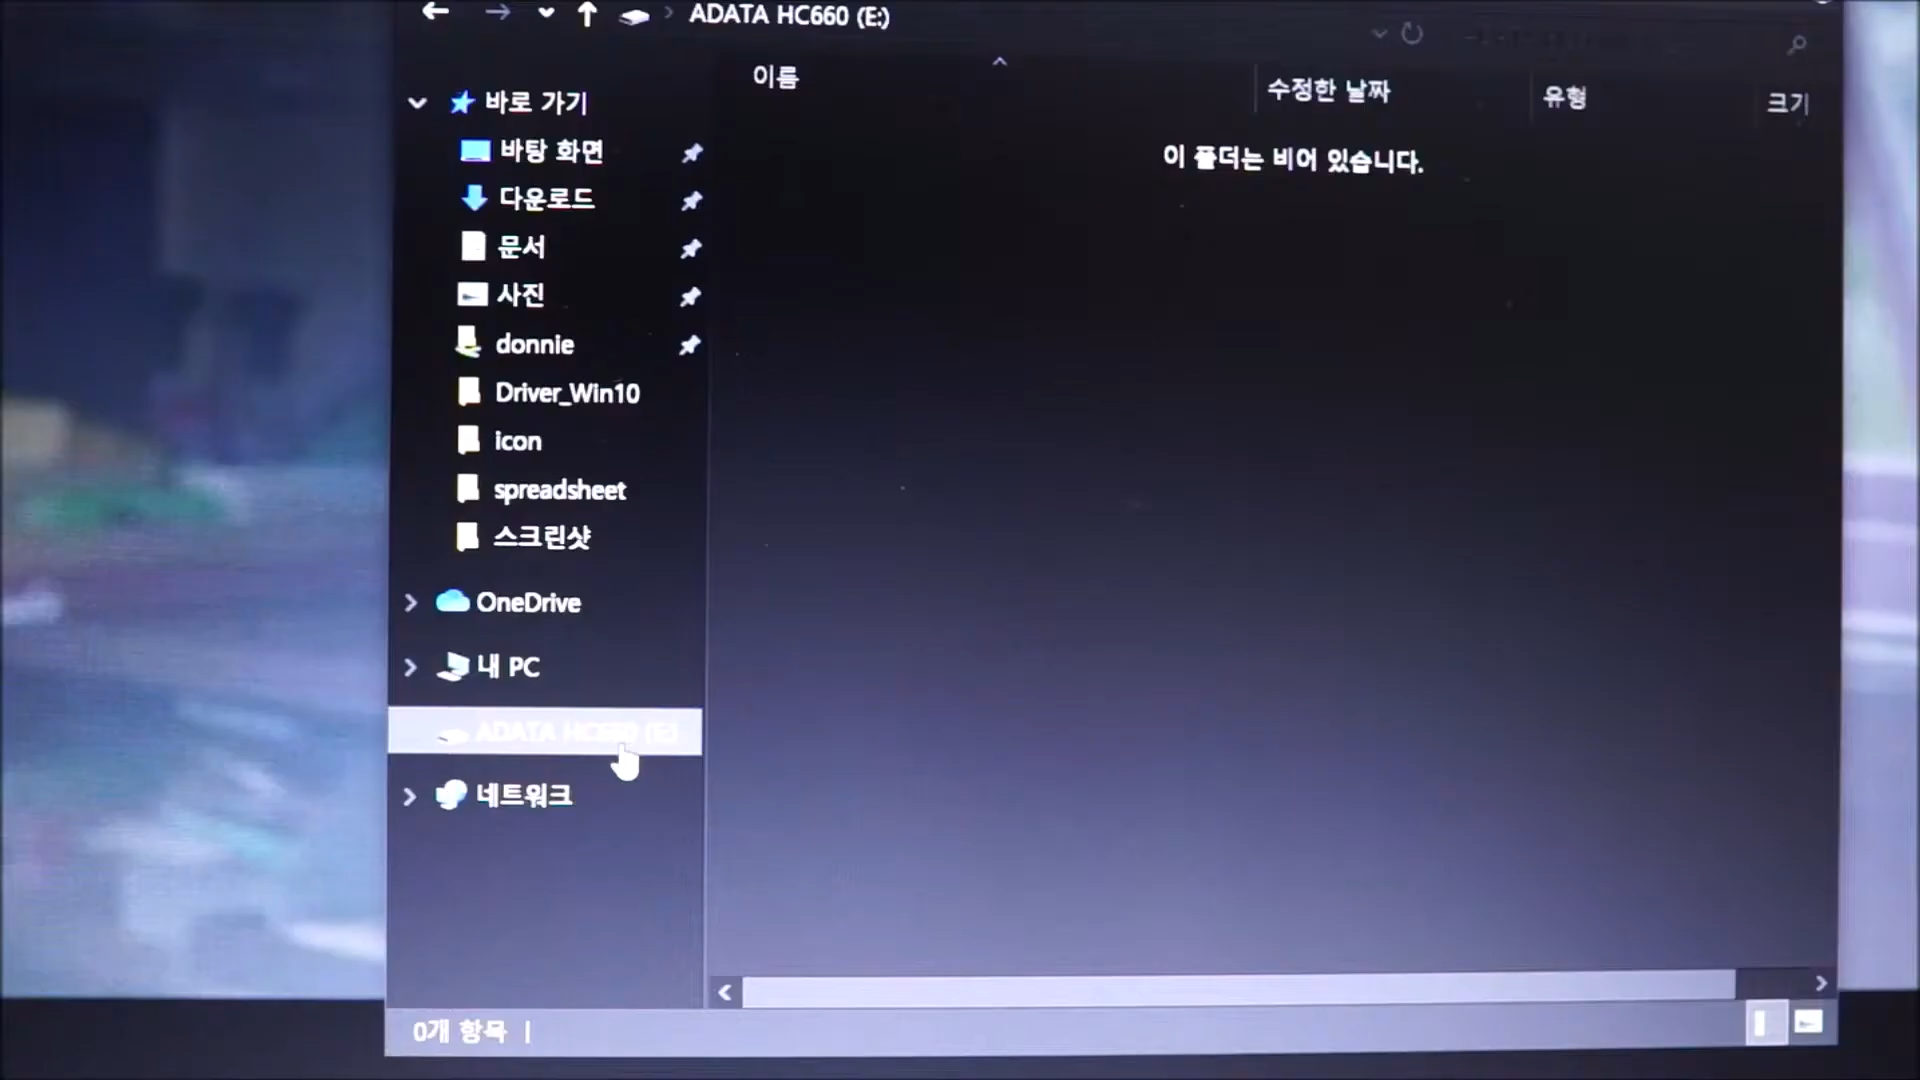 ADATA HC660 (E:)
이름
수정한 날짜
유형
크기
이 폴더는 비어 있습니다.
바로 가기
바탕 화면
다운로드
문서
사진
donnie
Driver_Win10
icon
spreadsheet
스크린샷
OneDrive
내 PC
ADATA HC660 (E:)
네트워크
0개 항목